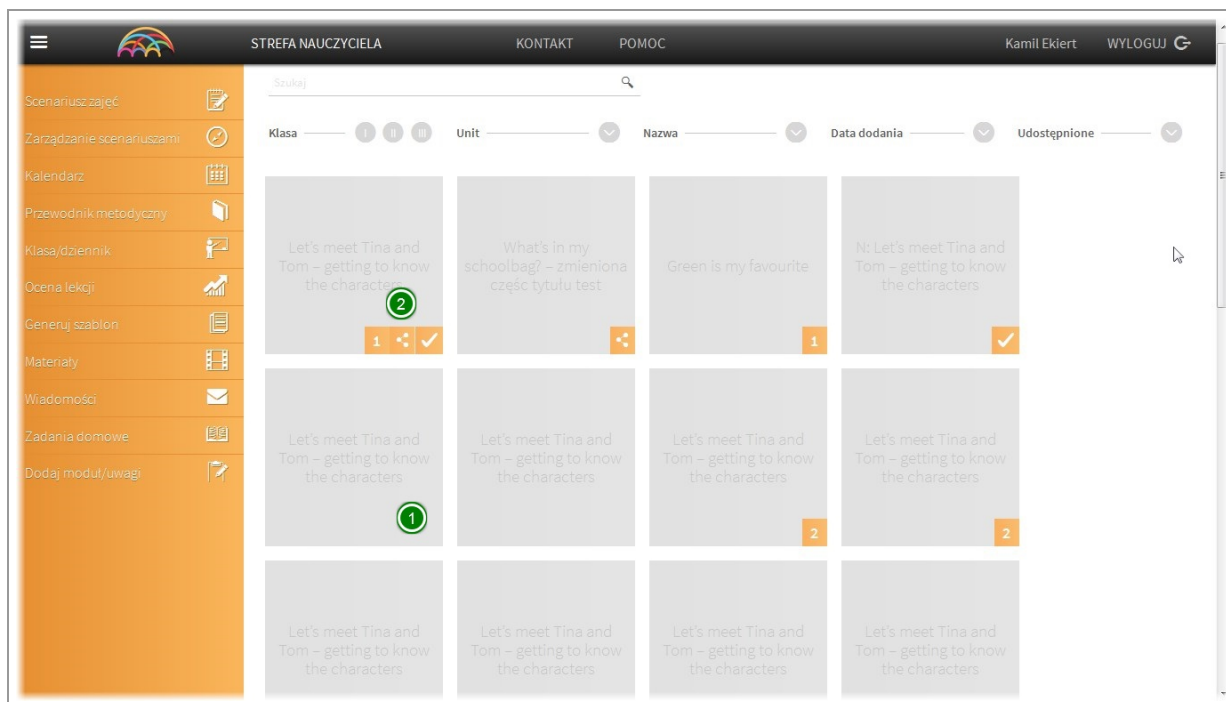 STREFA NAUCZYCIELA KONTAKT POMOC Kamil Ekiert WYLOGUJ
Scenariusz zajęć
Zarządzanie scenariuszami
Kalendarz
Przewodnik metodyczny
Klasa/dziennik
Ocena lekcji
Generuj szablon
Materiały
Wiadomości
Zadania domowe
Dodaj moduł/uwagi
Szukaj
Klasa I II III Unit Nazwa Data dodania Udostępnione
Let's meet Tina and
Tom – getting to know
the characters
2
1
What's in my
schoolbag? – zmieniona
częśc tytułu test
Green is my favourite
1
N: Let's meet Tina and
Tom – getting to know
the characters
Let's meet Tina and
Tom – getting to know
the characters
1
Let's meet Tina and
Tom – getting to know
the characters
Let's meet Tina and
Tom – getting to know
the characters
2
Let's meet Tina and
Tom – getting to know
the characters
2
Let's meet Tina and
Tom – getting to know
the characters
Let's meet Tina and
Tom – getting to know
the characters
Let's meet Tina and
Tom – getting to know
the characters
Let's meet Tina and
Tom – getting to know
the characters